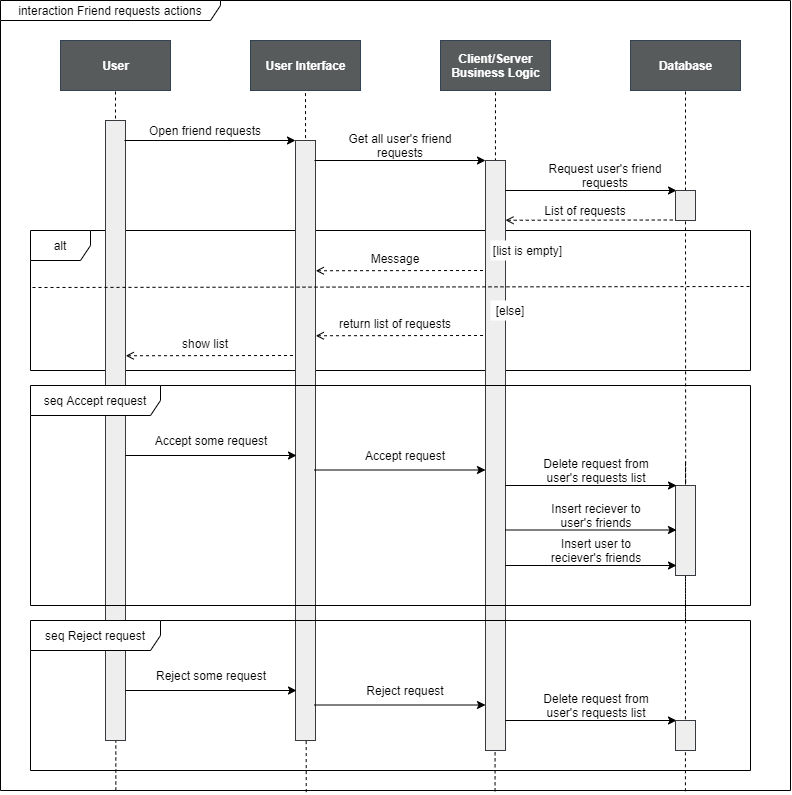 interaction Friend requests actions
User
User Interface
Client/Server
Business Logic
Database
Open friend requests
Get all user's friend
requests
Request user's friend
requests
List of requests
alt
[list is empty]
Message
[else]
return list of requests
show list
seq Accept request
Accept some request
Accept request
Delete request from
user's requests list
Insert reciever to
user's friends
Insert user to
reciever's friends
seq Reject request
Reject some request
Reject request
Delete request from
user's requests list